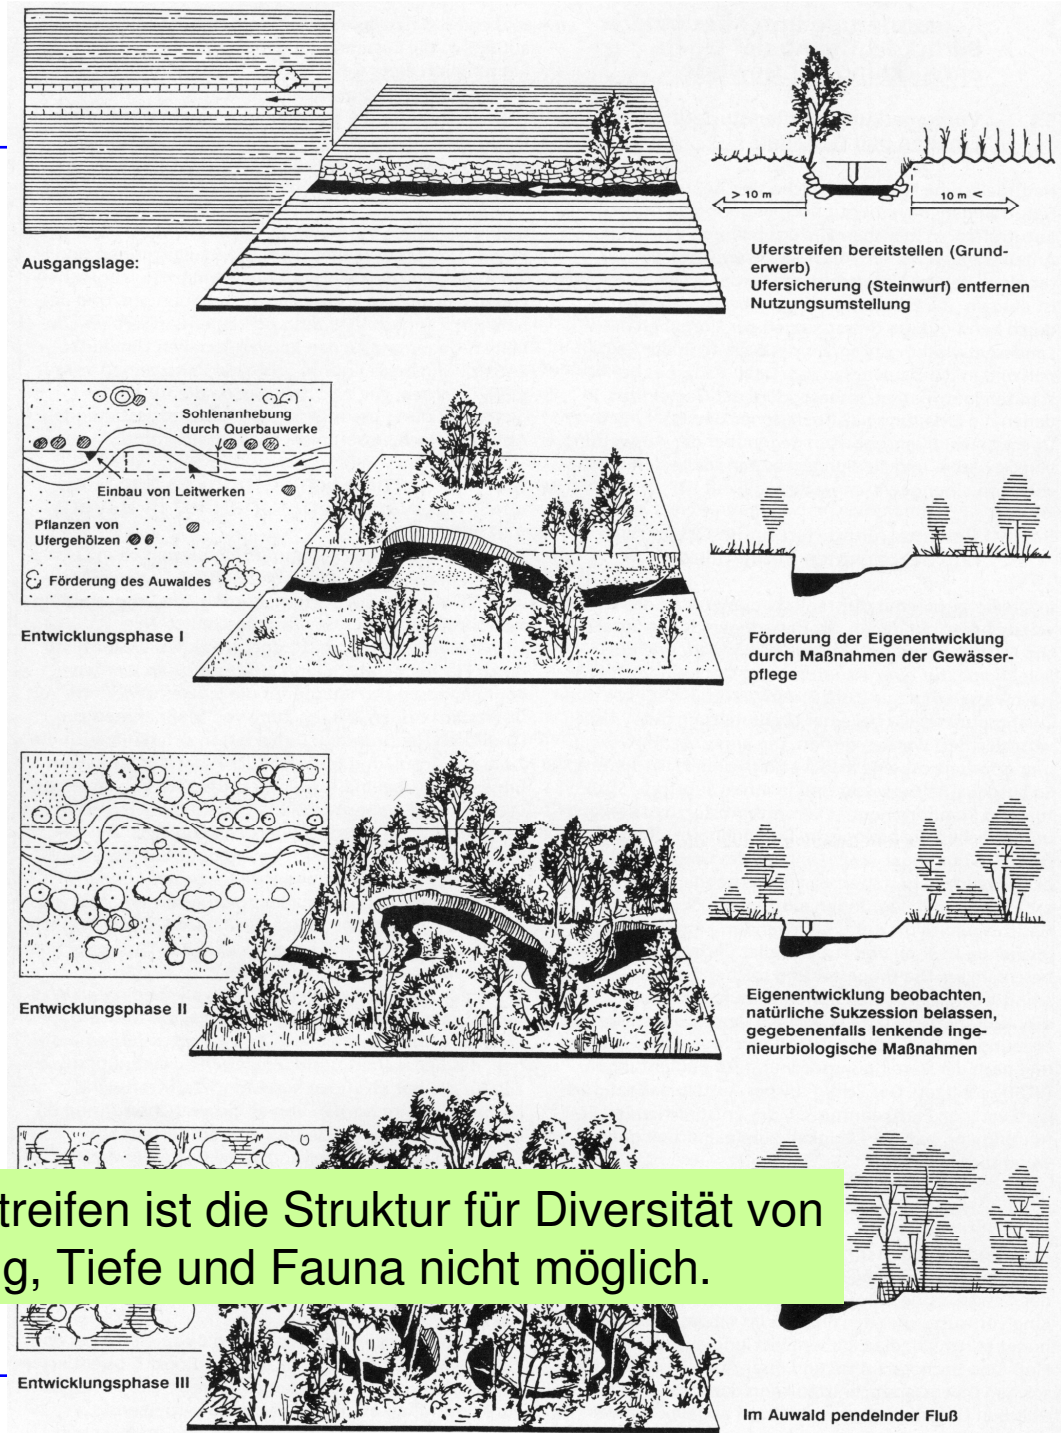 > 10 m
10 m <
Ausgangslage:
Uferstreifen bereitstellen (Grund-
erwerb)
Ufersicherung (Steinwurf) entfernen
Nutzungsumstellung
Sohlenanhebung
durch Querbauwerke
Einbau von Leitwerken
Pflanzen von
Ufergehölzen
Förderung des Auwaldes
Entwicklungsphase I
Förderung der Eigenentwicklung
durch Maßnahmen der Gewässer-
pflege
Entwicklungsphase II
Eigenentwicklung beobachten,
natürliche Sukzession belassen,
gegebenenfalls lenkende inge-
nieurbiologische Maßnahmen
treifen ist die Struktur für Diversität von
g, Tiefe und Fauna nicht möglich.
Entwicklungsphase III
Im Auwald pendelnder Fluß